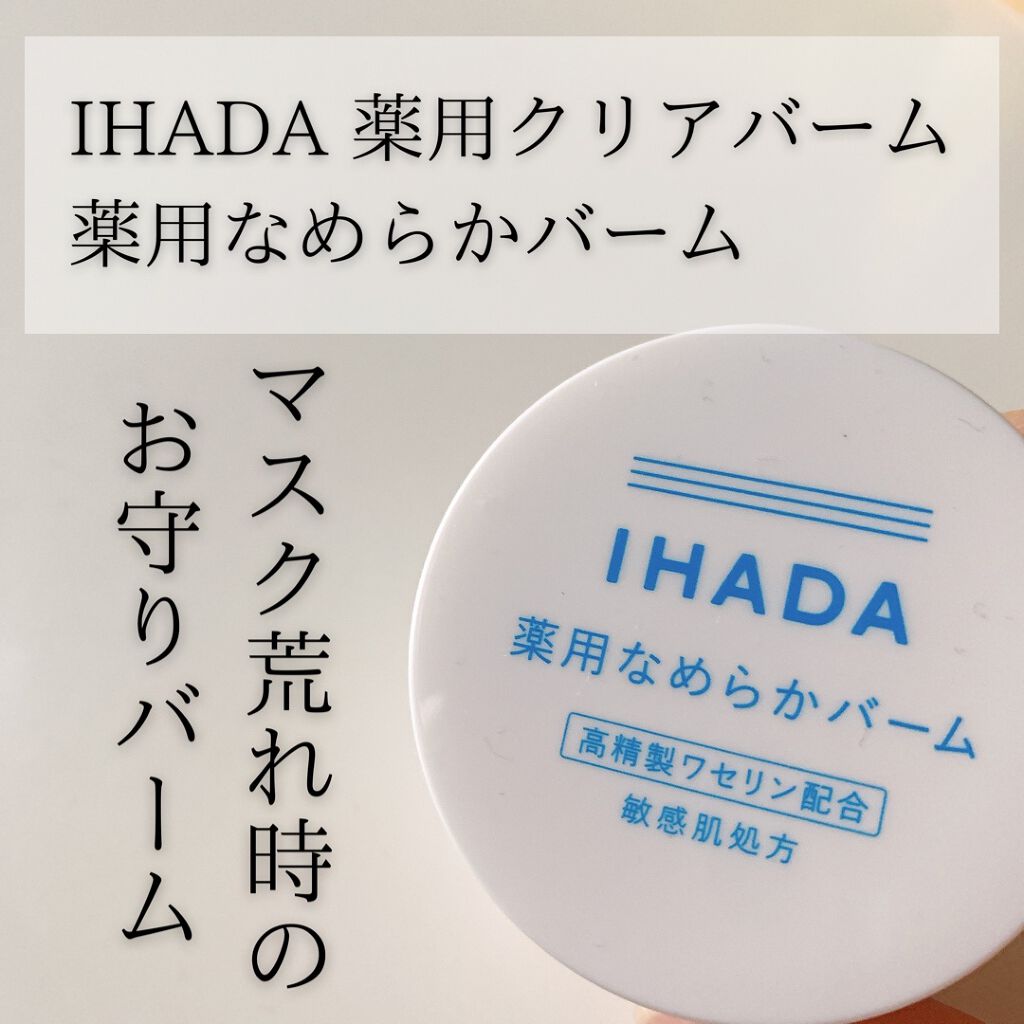 IHADA 薬用クリアバーム
薬用なめらかバーム
マスク荒れ時の
お守りバーム
IHADA
薬用なめらかバーム
高精製ワセリン配合
敏感肌処方